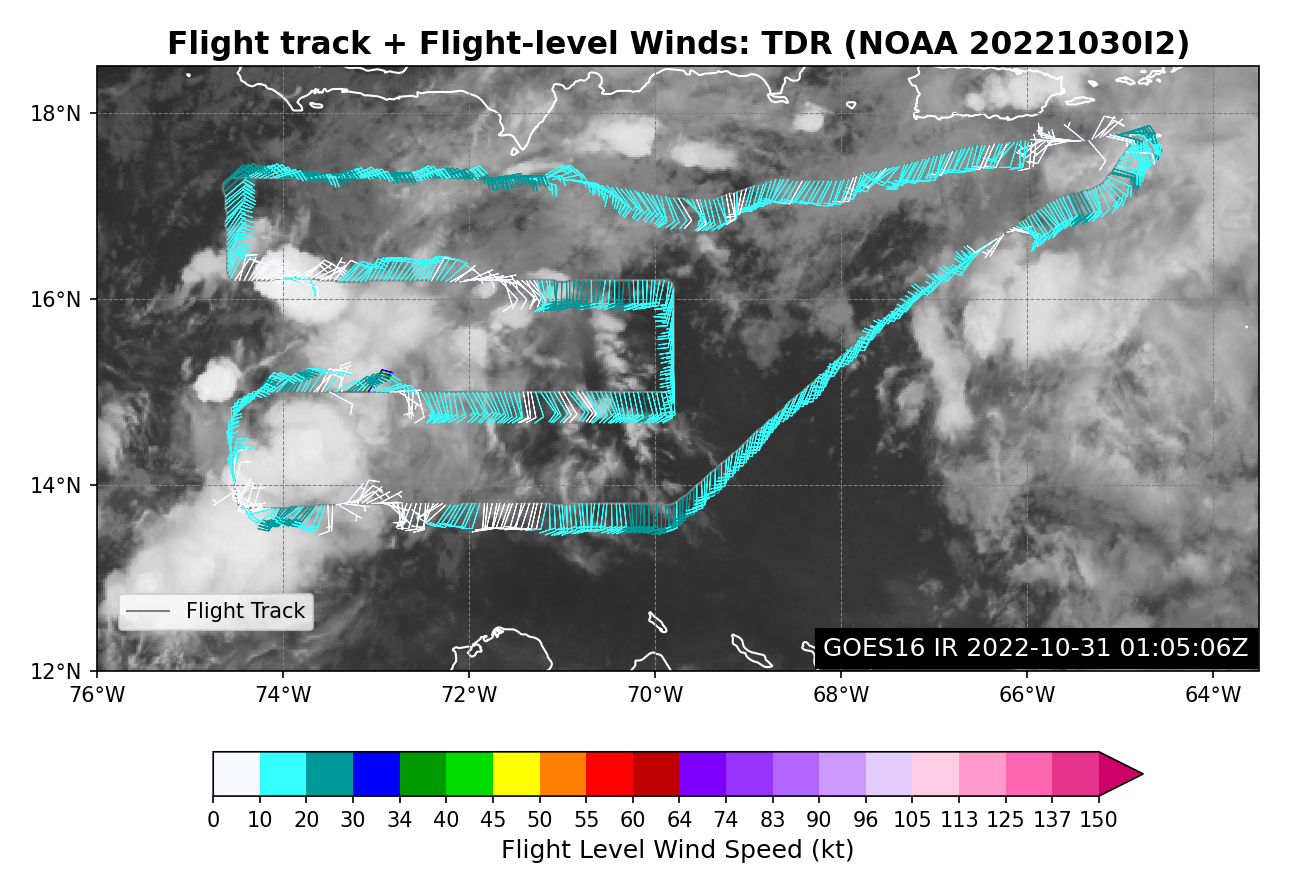 Flight track + Flight-level Winds: TDR (NOAA 20221030I2)
18°N
16°N
14°N
12°N
Flight Track
GOES16 IR 2022-10-31 01:05:06Z
76°W 74°W 72°W 70°W 68°W 66°W 64°W
0 10 20 30 34 40 45 50 55 60 64 74 83 90 96 105 113 125 137 150
Flight Level Wind Speed (kt)